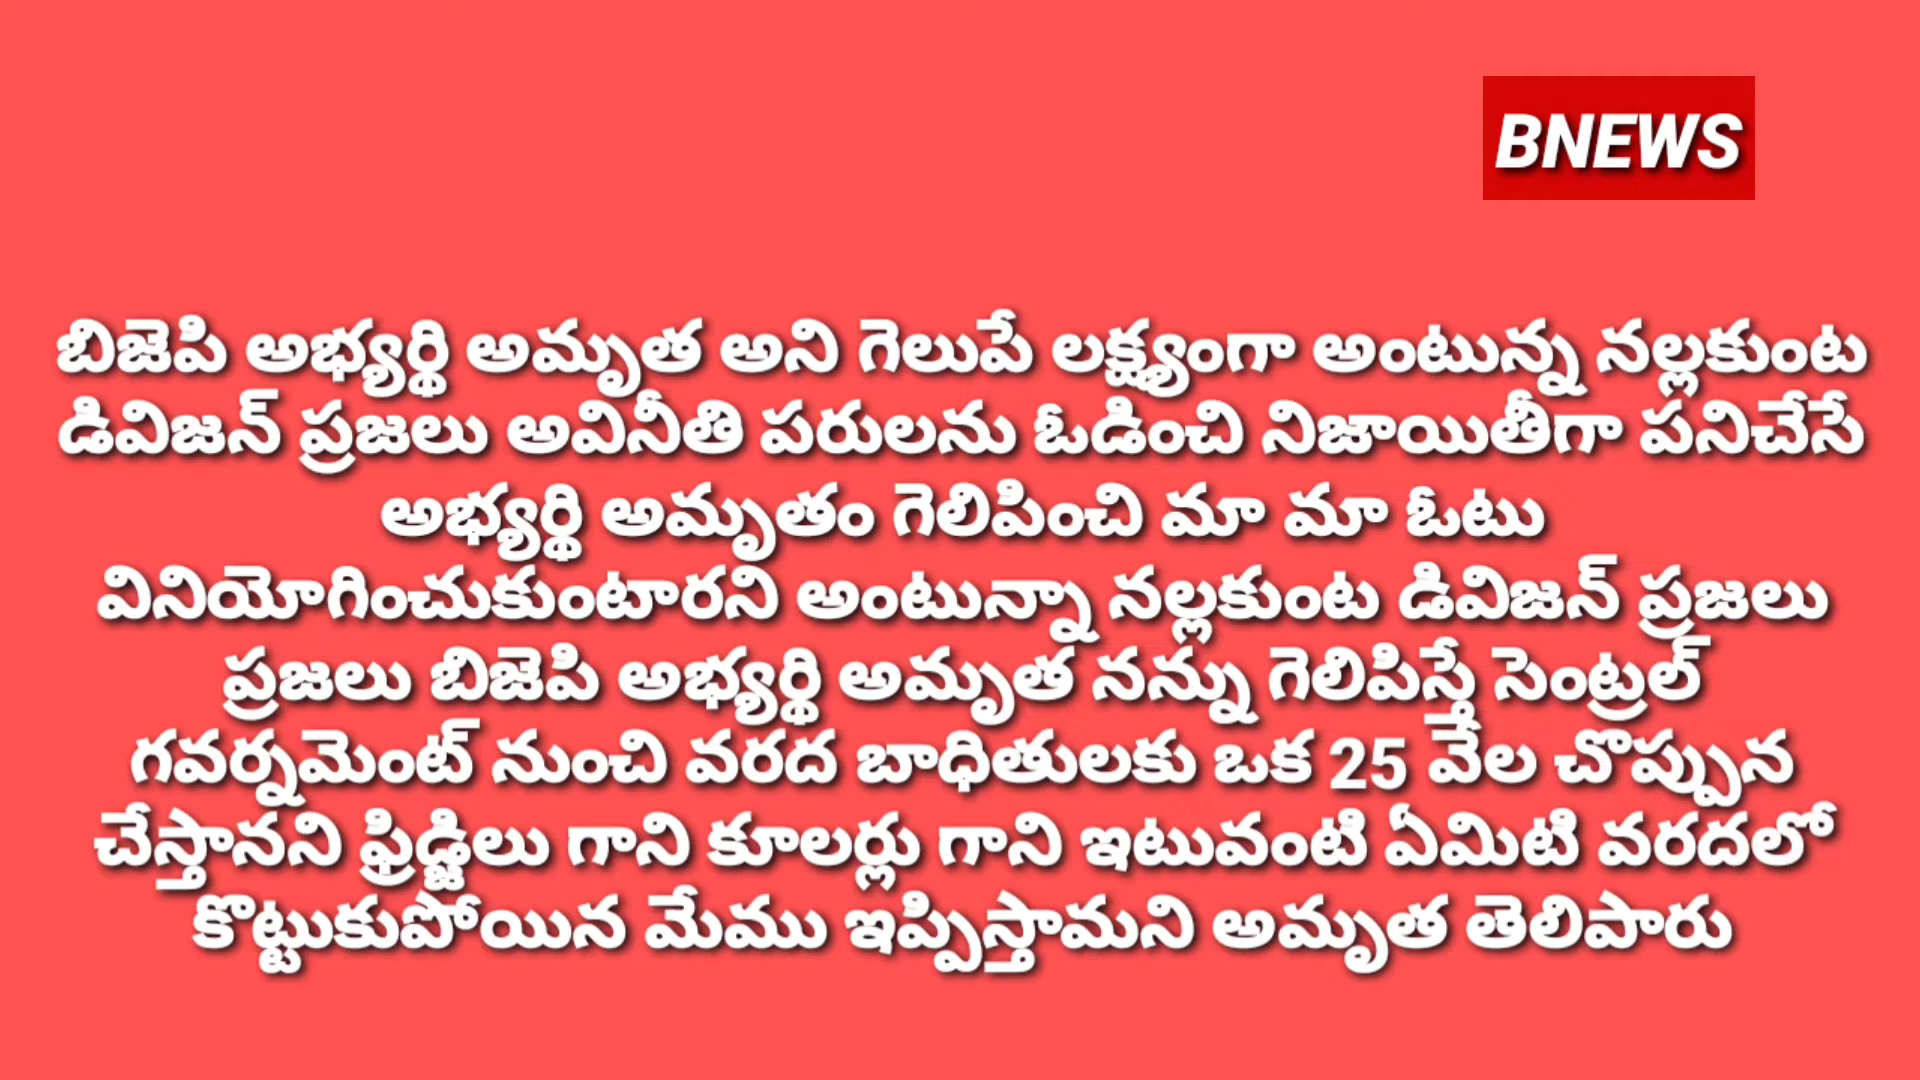 BNEWS
బిజెపి అభ్యర్థి అమృత అని గెలుపే లక్ష్యంగా అంటున్న నల్లకుంట
డివిజన్ ప్రజలు అవినీతి పరులను ఓడించి నిజాయితీగా పనిచేసే
అభ్యర్థి అమృతం గెలిపించి మా మా ఓటు
వినియోగించుకుంటారని అంటున్నా నల్లకుంట డివిజన్ ప్రజలు
ప్రజలు బిజెపి అభ్యర్థి అమృత నన్ను గెలిపిస్తే సెంట్రల్
గవర్నమెంట్ నుంచి వరద బాధితులకు ఒక 25 వేల చొప్పున
చేస్తానని ఫ్రిడ్జిలు గాని కూలర్లు గాని ఇటువంటి ఏమిటి వరదలో
కొట్టుకుపోయిన మేము ఇప్పిస్తామని అమృత తెలిపారు